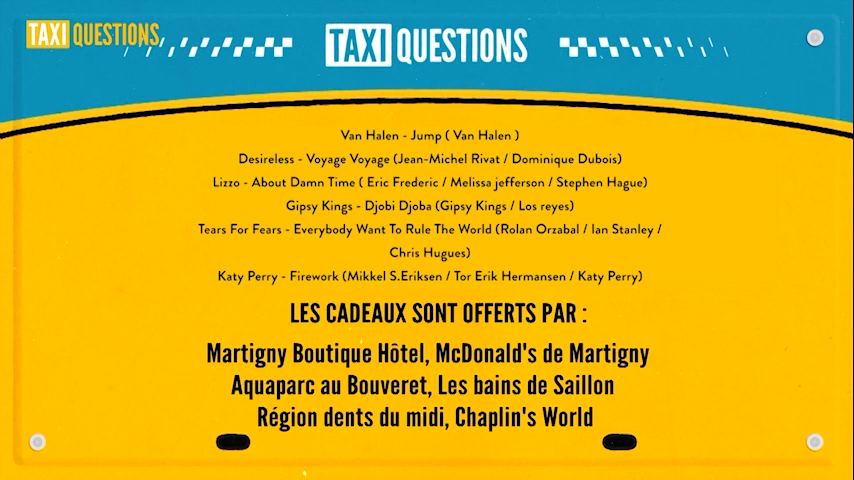 TAXI QUESTIONS
TAXI QUESTIONS
Van Halen - Jump ( Van Halen )
Desireless - Voyage Voyage (Jean-Michel Rivat / Dominique Dubois)
Lizzo - About Damn Time ( Eric Frederic / Melissa jefferson / Stephen Hague)
Gipsy Kings - Djobi Djoba (Gipsy Kings / Los reyes)
Tears For Fears - Everybody Want To Rule The World (Rolan Orzabal / Ian Stanley /
Chris Hugues)
Katy Perry - Firework (Mikkel S.Eriksen / Tor Erik Hermansen / Katy Perry)
LES CADEAUX SONT OFFERTS PAR :
Martigny Boutique Hôtel, McDonald's de Martigny
Aquaparc au Bouveret, Les bains de Saillon
Région dents du midi, Chaplin's World